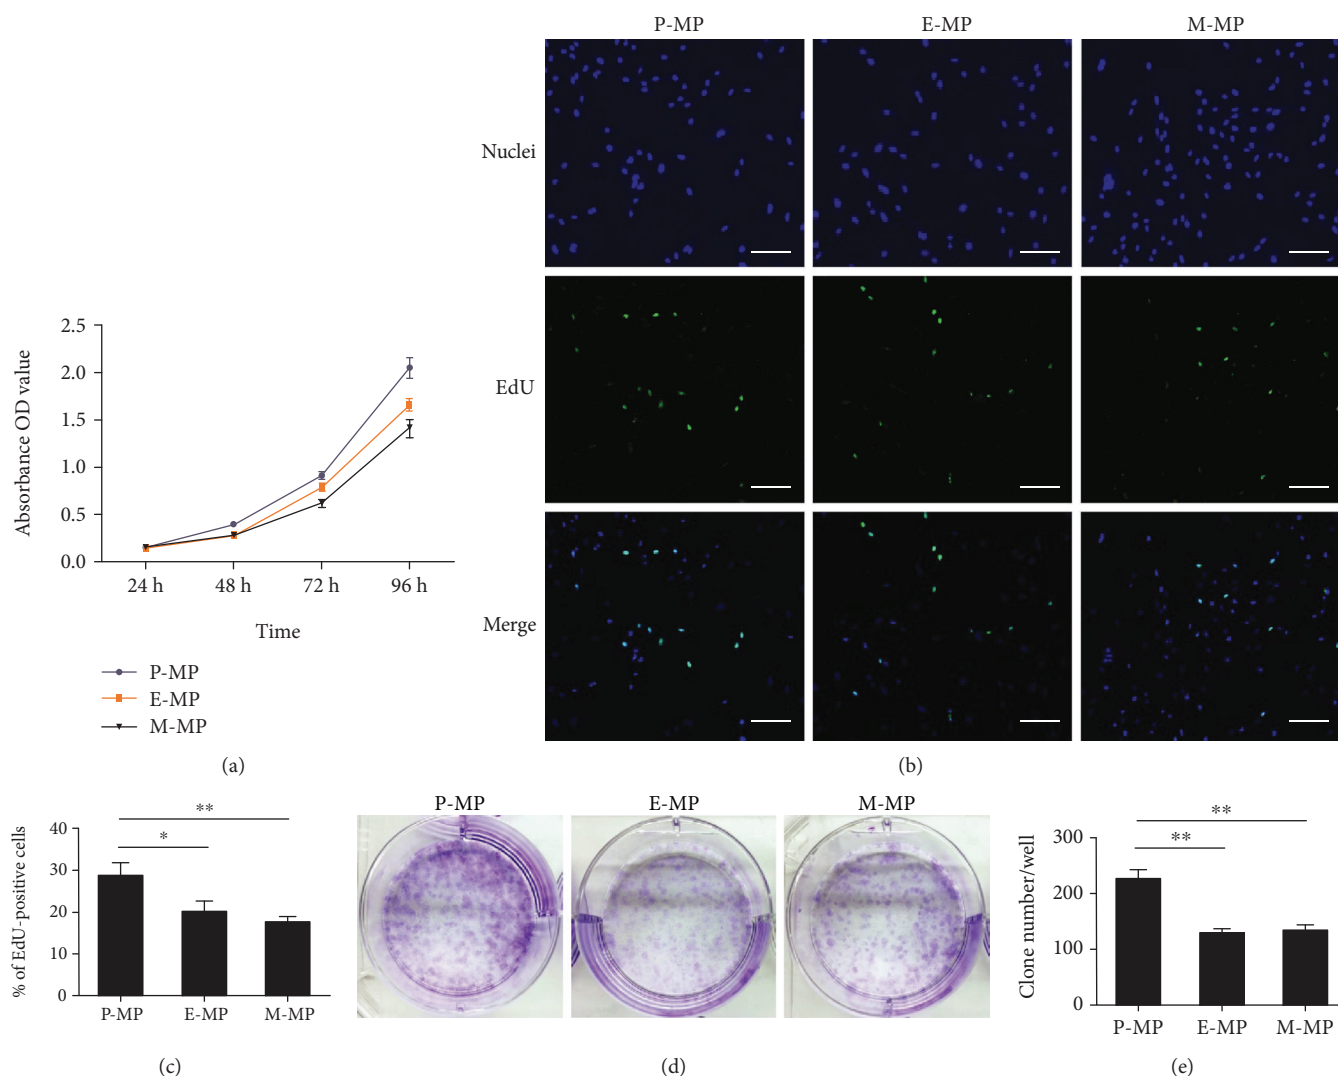 P-MP E-MP M-MP
Nuclei
EdU
Merge
(b)
Absorbance OD value
2.5
2.0
1.5
1.0
0.5
0.0
24 h 48 h 72 h 96 h
Time
P-MP
E-MP
M-MP
(a)
% of EdU-positive cells
40
30
20
10
0
**
*
P-MP E-MP M-MP
(c)
P-MP E-MP M-MP
(d)
Clone number/well
300
200
100
0
**
**
P-MP E-MP M-MP
(e)